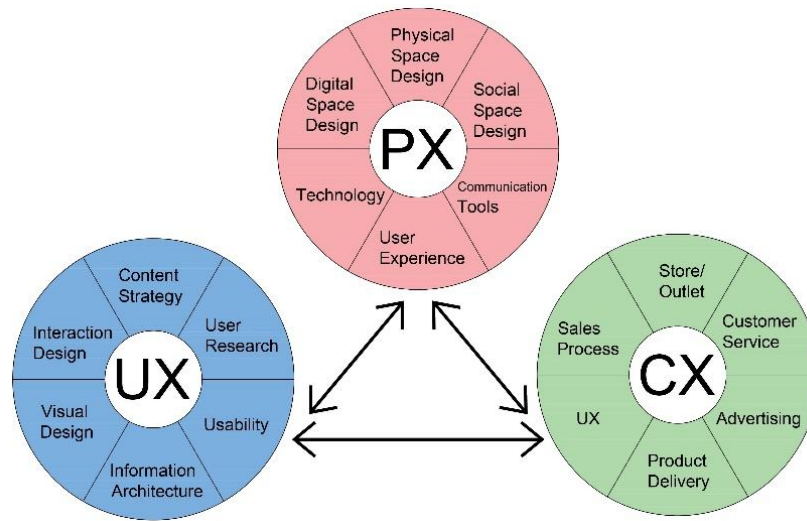 Physical
Space
Design
Digital
Space
Design
Social
Space
Design
PX
Technology
Communication
Tools
User
Experience
Content
Strategy
Interaction
Design
User
Research
UX
Visual
Design
Usability
Information
Architecture
Store/
Outlet
Sales
Process
Customer
Service
CX
UX
Advertising
Product
Delivery